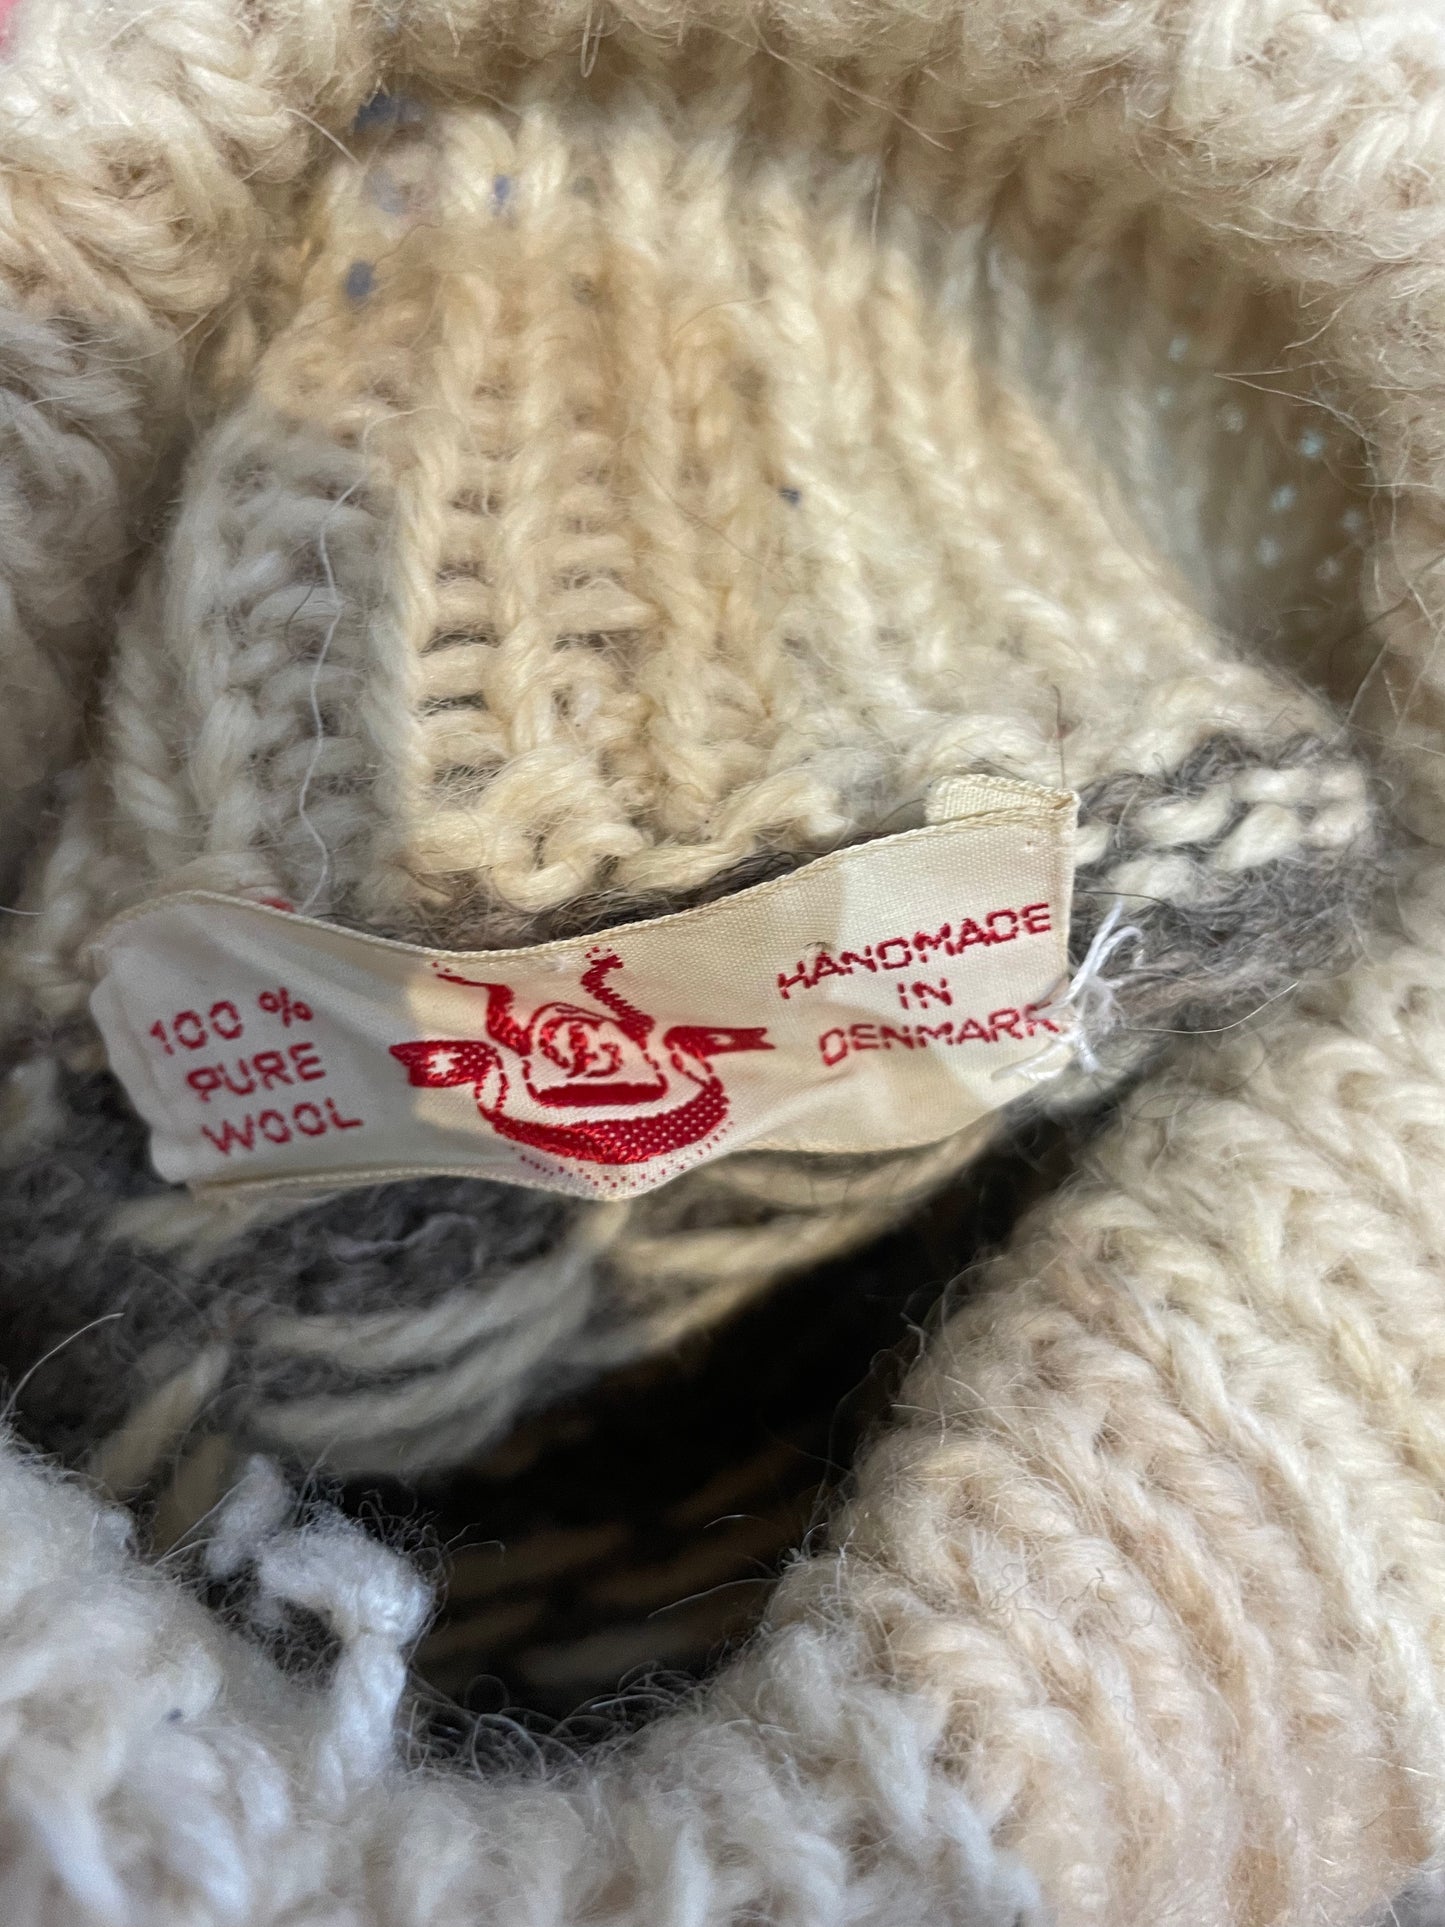 100 %
PURE
WOOL
HANDMADE
IN
DENMARK